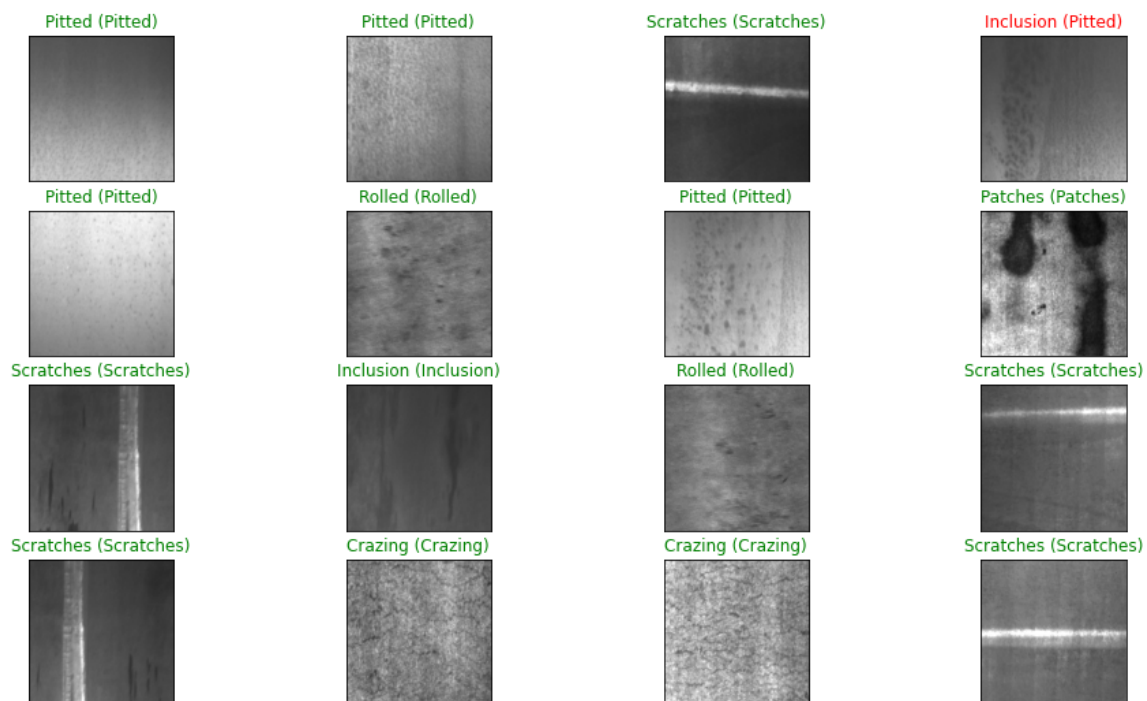 Pitted (Pitted)
Pitted (Pitted)
Scratches (Scratches)
Inclusion (Pitted)
Pitted (Pitted)
Rolled (Rolled)
Pitted (Pitted)
Patches (Patches)
Scratches (Scratches)
Inclusion (Inclusion)
Rolled (Rolled)
Scratches (Scratches)
Scratches (Scratches)
Crazing (Crazing)
Crazing (Crazing)
Scratches (Scratches)